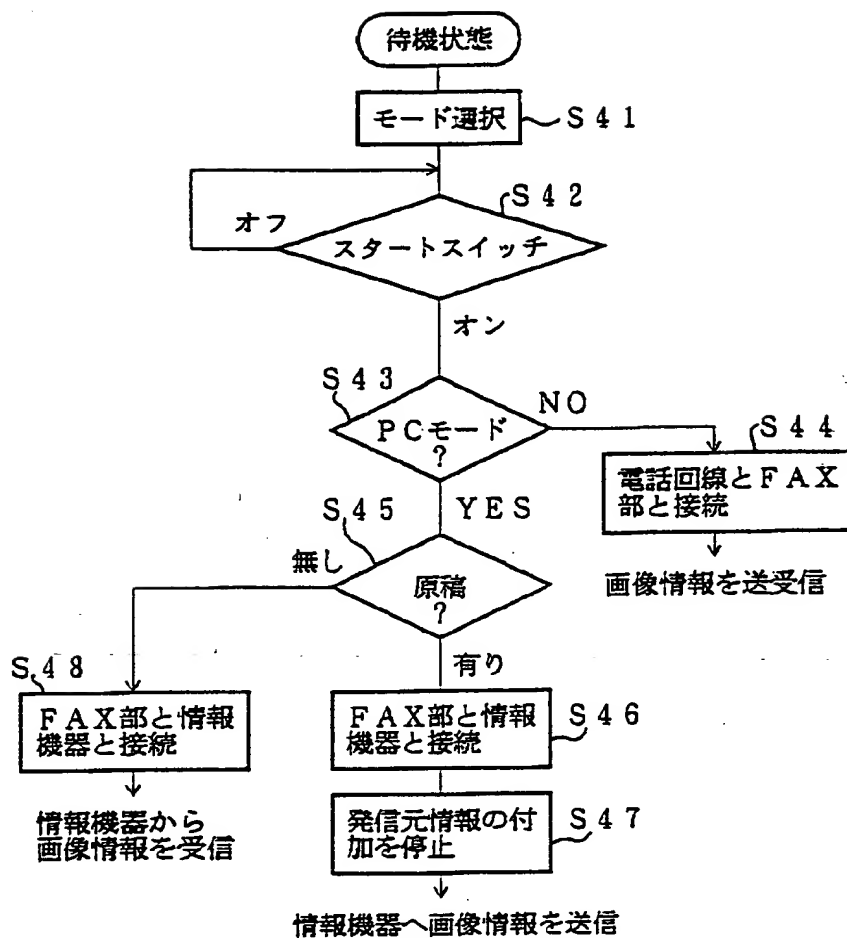 待機状態
モード選択
S41
S42
オフ
スタートスイッチ
オン
S43
PCモード
?
NO
S44
電話回線とFAX
部と接続
画像情報を送受信
YES
S45
無し
原稿
?
有り
S48
FAX部と情報
機器と接続
情報機器から
画像情報を受信
FAX部と情報
機器と接続
S46
発信元情報の付
加を停止
S47
情報機器へ画像情報を送信